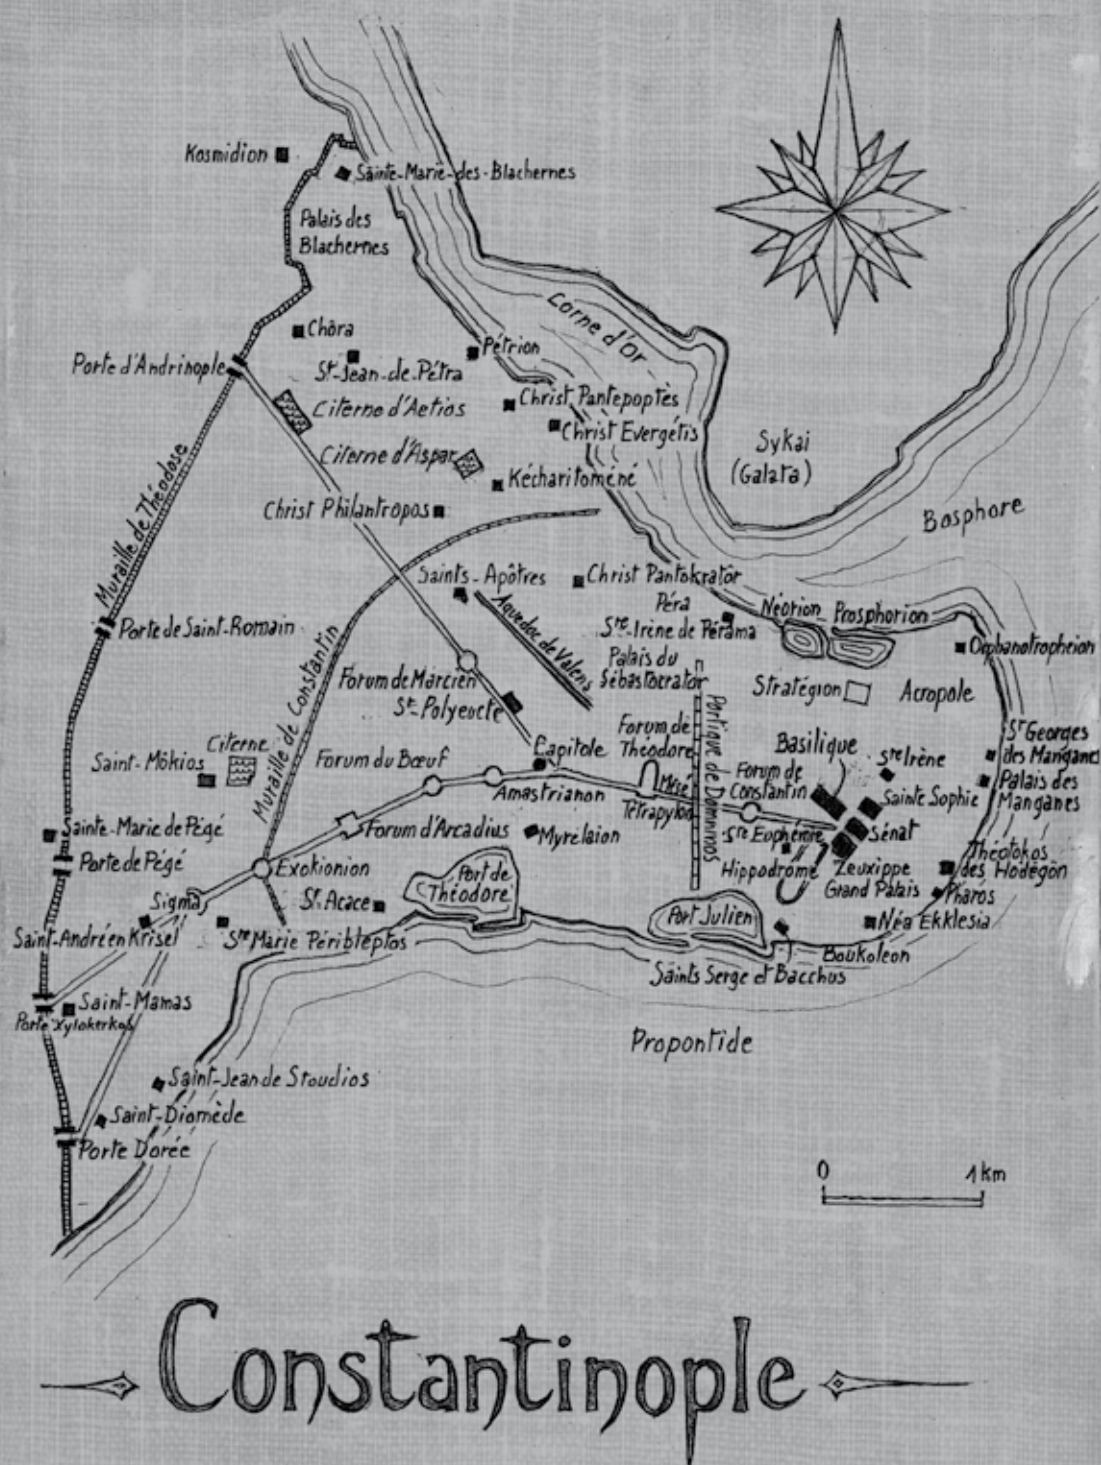 Kosmidion
Sainte-Marie-des-Blachernes
Palais des
Blachernes
Corne d'Or
Chôra
Pétrion
Porte d'Andrinople
St-Jean-de-Pétra
Citerne d'Aetios
Christ Pantepoptès
Christ Evergétis
Citerne d'Aspar
Sykai
(Galata)
Kécharitoméné
Christ Philantropos
Bosphore
Muraille de Théodose
Saints-Apôtres
Christ Pantokratôr
Aqueduc de Valens
Péra
Ste-Irène de Pérama
Néorion
Prosphorion
Porte de Saint-Romain
Orphanotropheion
Palais du
Sébastocrator
Forum de Marcien
Stratégion
Acropole
St-Polyeucte
Muraille de Constantin
Portique de Domninos
Forum de
Théodore
Citerne
Saint-Môkios
Forum du Bœuf
Capitole
Basilique
Ste Irène
St Georges
des Manganes
Palais des
Manganes
Amastrianon
Mésé
Tétrapylon
Forum de
Constantin
Sainte Sophie
Sainte-Marie de Pégé
Forum d'Arcadius
Myrélaion
Ste Euphémie
Sénat
Porte de Pégé
Exokionion
Port de
Théodore
Hippodrome
Zeuxippe
Grand Palais
Théotokos
des Hodègôn
Pharos
Sigma
St-Acace
Port Julien
Néa Ekklesia
Saint-André en Krisei
Ste Marie Péribleptos
Boukoleon
Saints Serge et Bacchus
Saint-Mamas
Porte Xylokerkos
Propontide
Saint-Jean de Stoudios
Saint-Diomède
Porte Dorée
0 1 km
Constantinople